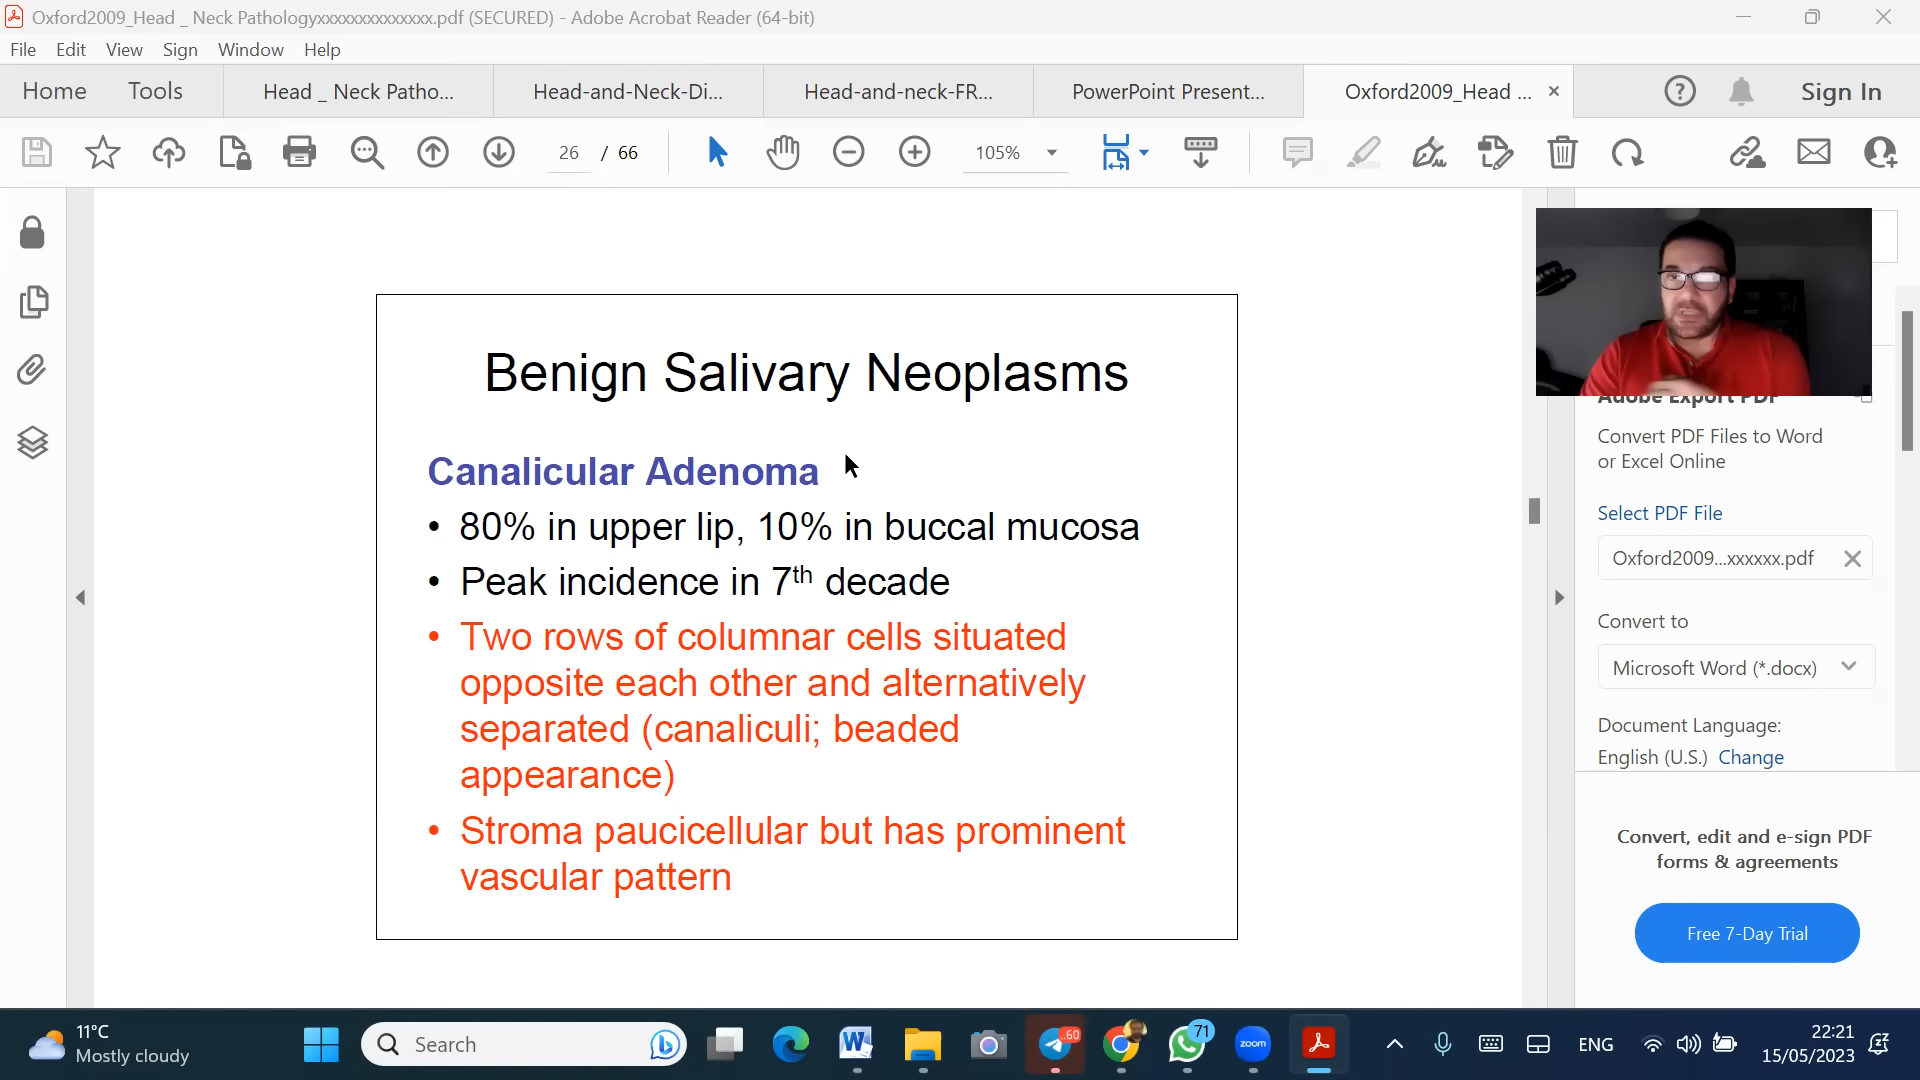 Oxford2009_Head _ Neck Pathologyxxxxxxxxxxxxxx.pdf (SECURED) - Adobe Acrobat Reader (64-bit)
File Edit View Sign Window Help
Home Tools Head _ Neck Patho... Head-and-Neck-Di... Head-and-neck-FR... PowerPoint Present... Oxford2009_Head ... × ? Sign In
26 / 66 105%
Benign Salivary Neoplasms
Canalicular Adenoma
• 80% in upper lip, 10% in buccal mucosa
• Peak incidence in 7th decade
• Two rows of columnar cells situated
opposite each other and alternatively
separated (canaliculi; beaded
appearance)
• Stroma paucicellular but has prominent
vascular pattern
Adobe Export PDF
Convert PDF Files to Word
or Excel Online
Select PDF File
Oxford2009...xxxxxx.pdf
Convert to
Microsoft Word (*.docx)
Document Language:
English (U.S.) Change
Convert, edit and e-sign PDF
forms & agreements
Free 7-Day Trial
11°C
Mostly cloudy
Search
60
71
zoom
ENG
22:21
15/05/2023